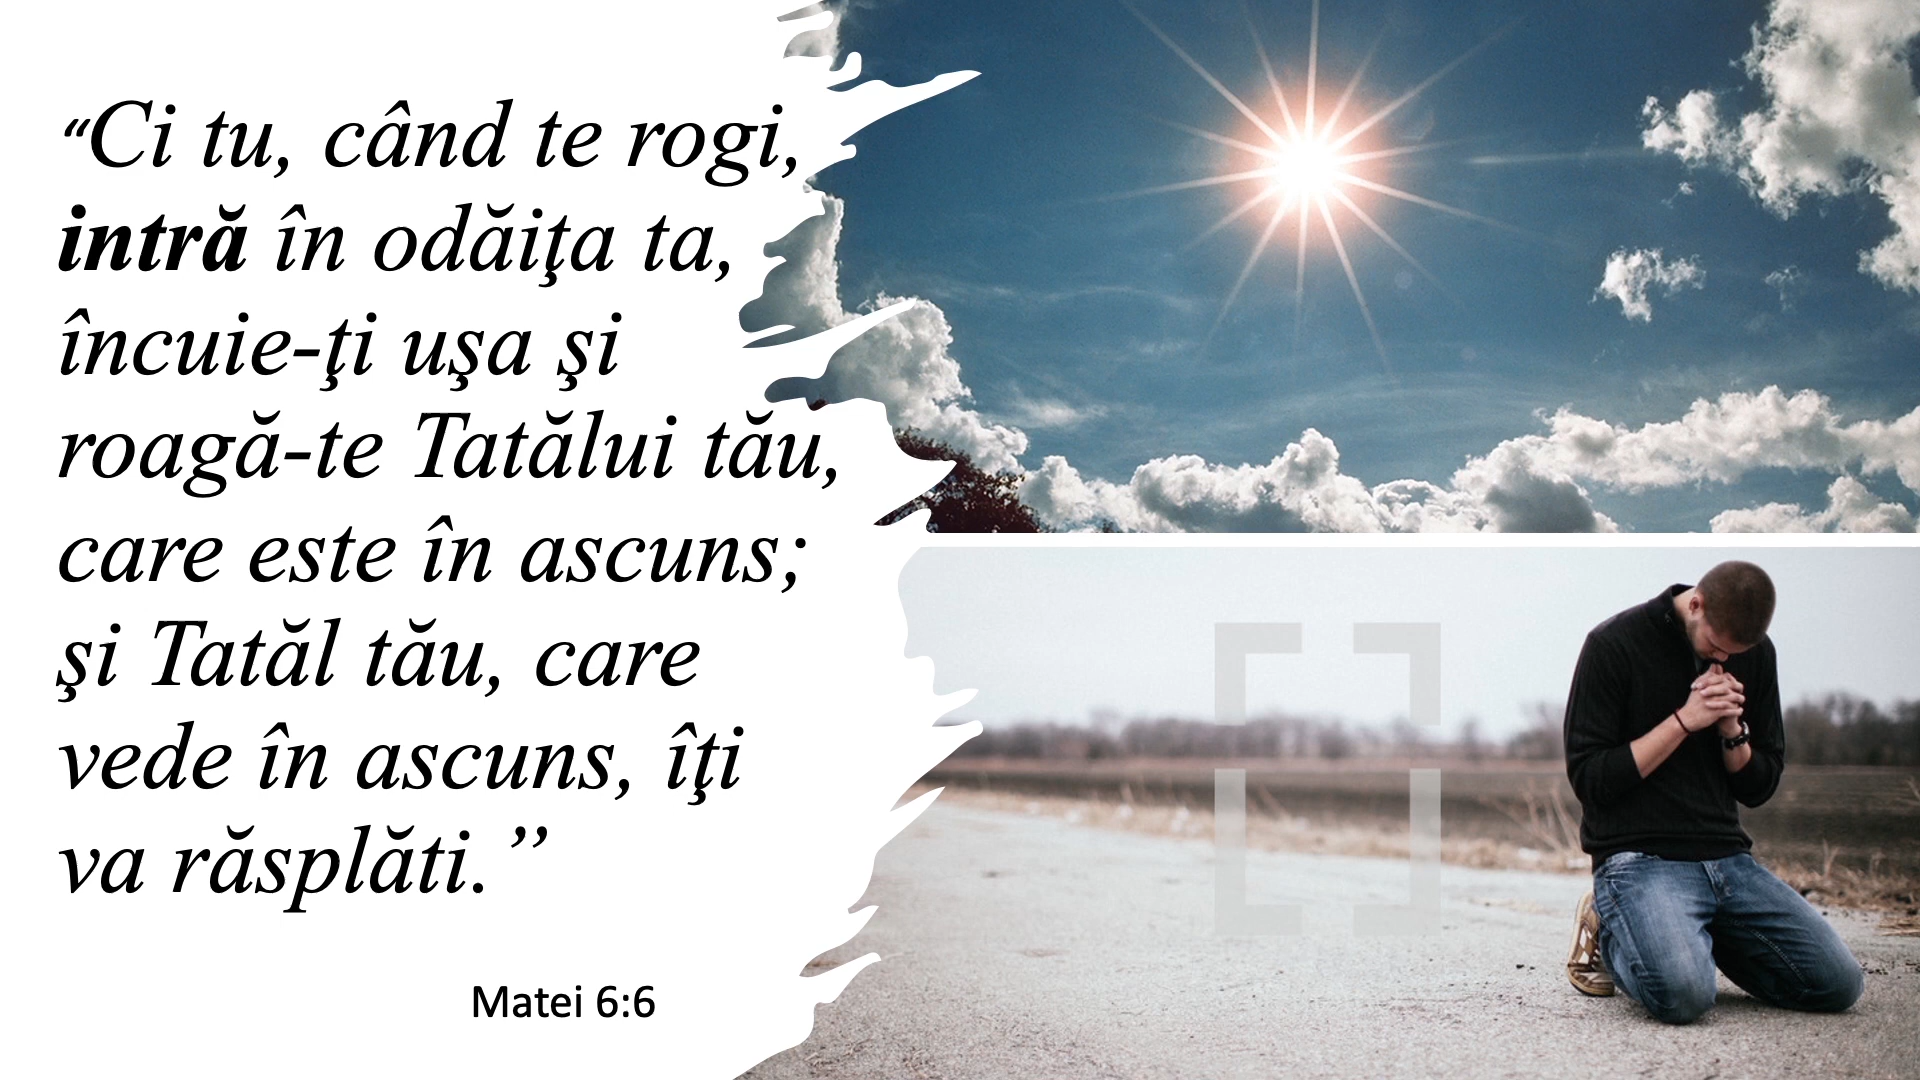 “Ci tu, când te rogi,
intră în odăiţa ta,
încuie-ţi uşa şi
roagă-te Tatălui tău,
care este în ascuns;
şi Tatăl tău, care
vede în ascuns, îţi
va răsplăti.’’
Matei 6:6